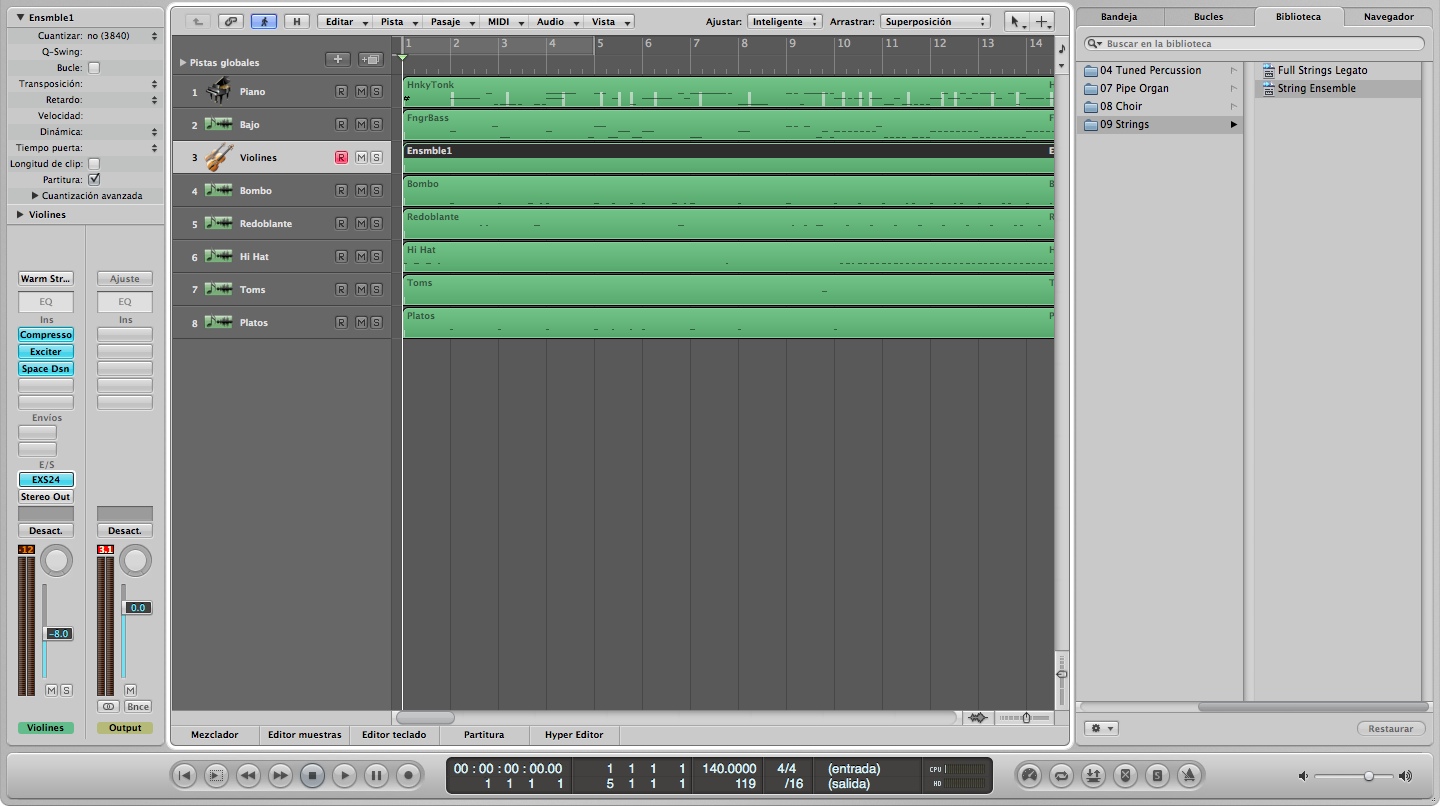 Ensmble1
Cuantizar: no (3840)
Q-Swing:
Bucle:
Transposición:
Retardo:
Velocidad:
Dinámica:
Tiempo puerta:
Longitud de clip:
Partitura:
Cuantización avanzada
Violines
Warm Str... Ajuste
EQ EQ
Ins Ins
Compresso
Exciter
Space Dsn
Envíos
E/S
EXS24
Stereo Out
Desact. Desact.
-12 3.1
0.0
-8.0
M S M
Bnce
Violines Output
H Editar Pista Pasaje MIDI Audio Vista Ajustar: Inteligente Arrastrar: Superposición
1 2 3 4 5 6 7 8 9 10 11 12 13 14
Pistas globales
1 Piano R M S HnkyTonk H
2 Bajo R M S FngrBass F
3 Violines R M S Ensmble1 E
4 Bombo R M S Bombo B
5 Redoblante R M S Redoblante R
6 Hi Hat R M S Hi Hat H
7 Toms R M S Toms T
8 Platos R M S Platos P
Mezclador Editor muestras Editor teclado Partitura Hyper Editor
Bandeja Bucles Biblioteca Navegador
Buscar en la biblioteca
04 Tuned Percussion
07 Pipe Organ
08 Choir
09 Strings
Full Strings Legato
String Ensemble
Restaurar
00 : 00 : 00 : 00.00 1 1 1 1 140.0000 4/4 (entrada) CPU
1 1 1 1 5 1 1 1 119 /16 (salida) HD
S